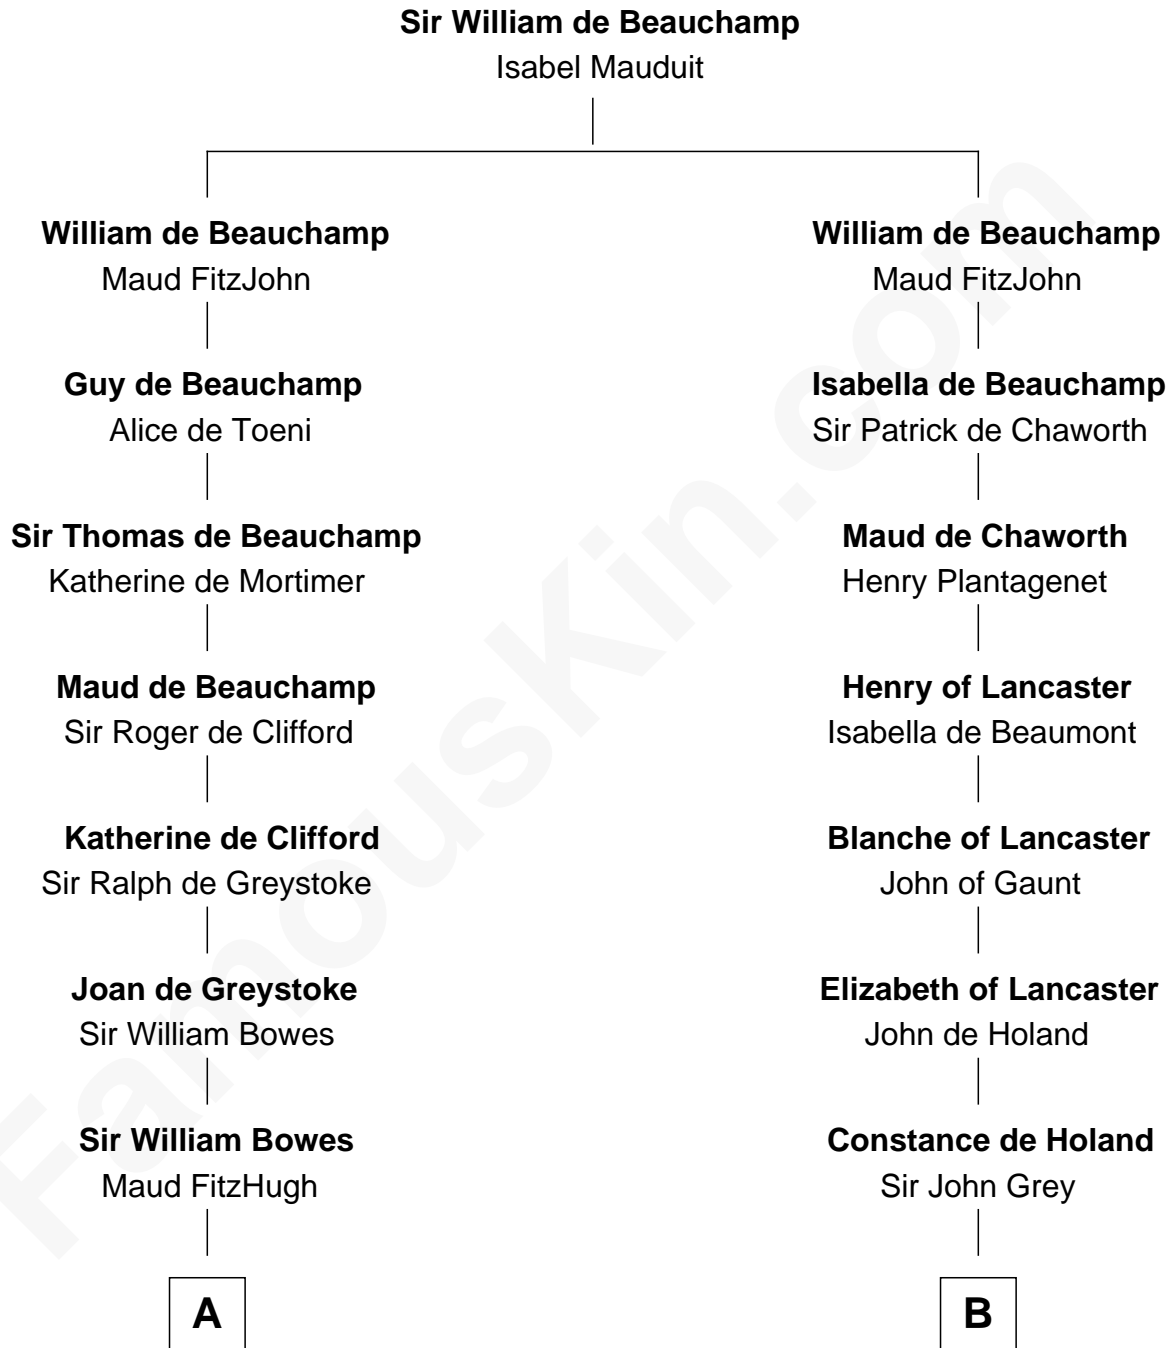 Sir William de Beauchamp
Isabel Mauduit
William de Beauchamp
Maud FitzJohn
William de Beauchamp
Maud FitzJohn
Guy de Beauchamp
Alice de Toeni
Isabella de Beauchamp
Sir Patrick de Chaworth
Sir Thomas de Beauchamp
Katherine de Mortimer
Maud de Chaworth
Henry Plantagenet
Maud de Beauchamp
Sir Roger de Clifford
Henry of Lancaster
Isabella de Beaumont
Katherine de Clifford
Sir Ralph de Greystoke
Blanche of Lancaster
John of Gaunt
Joan de Greystoke
Sir William Bowes
Elizabeth of Lancaster
John de Holand
Sir William Bowes
Maud FitzHugh
Constance de Holand
Sir John Grey
A
B
FamousKin.com